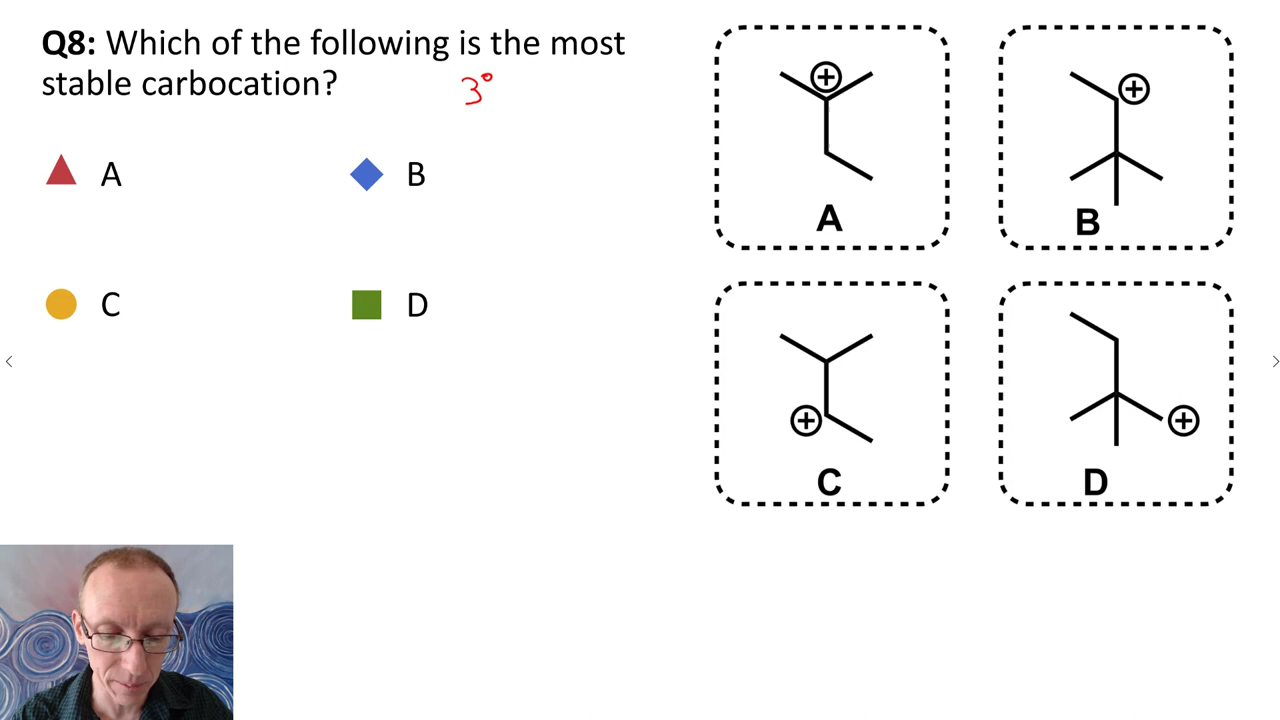 Q8: Which of the following is the most
stable carbocation?
3°
A
B
C
D
A
B
C
D